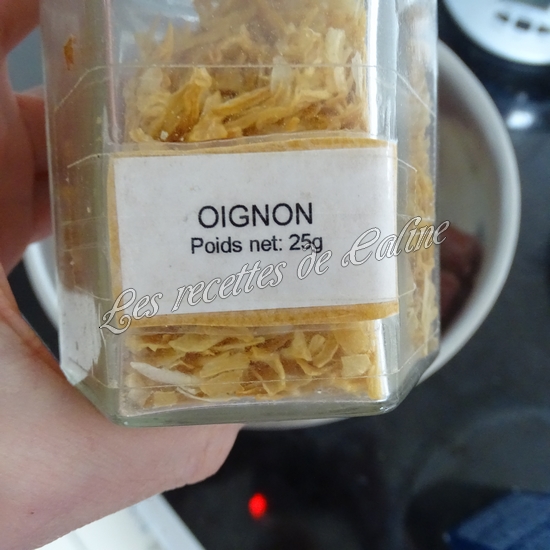 OIGNON
Poids net: 25g
Les recettes de Caline